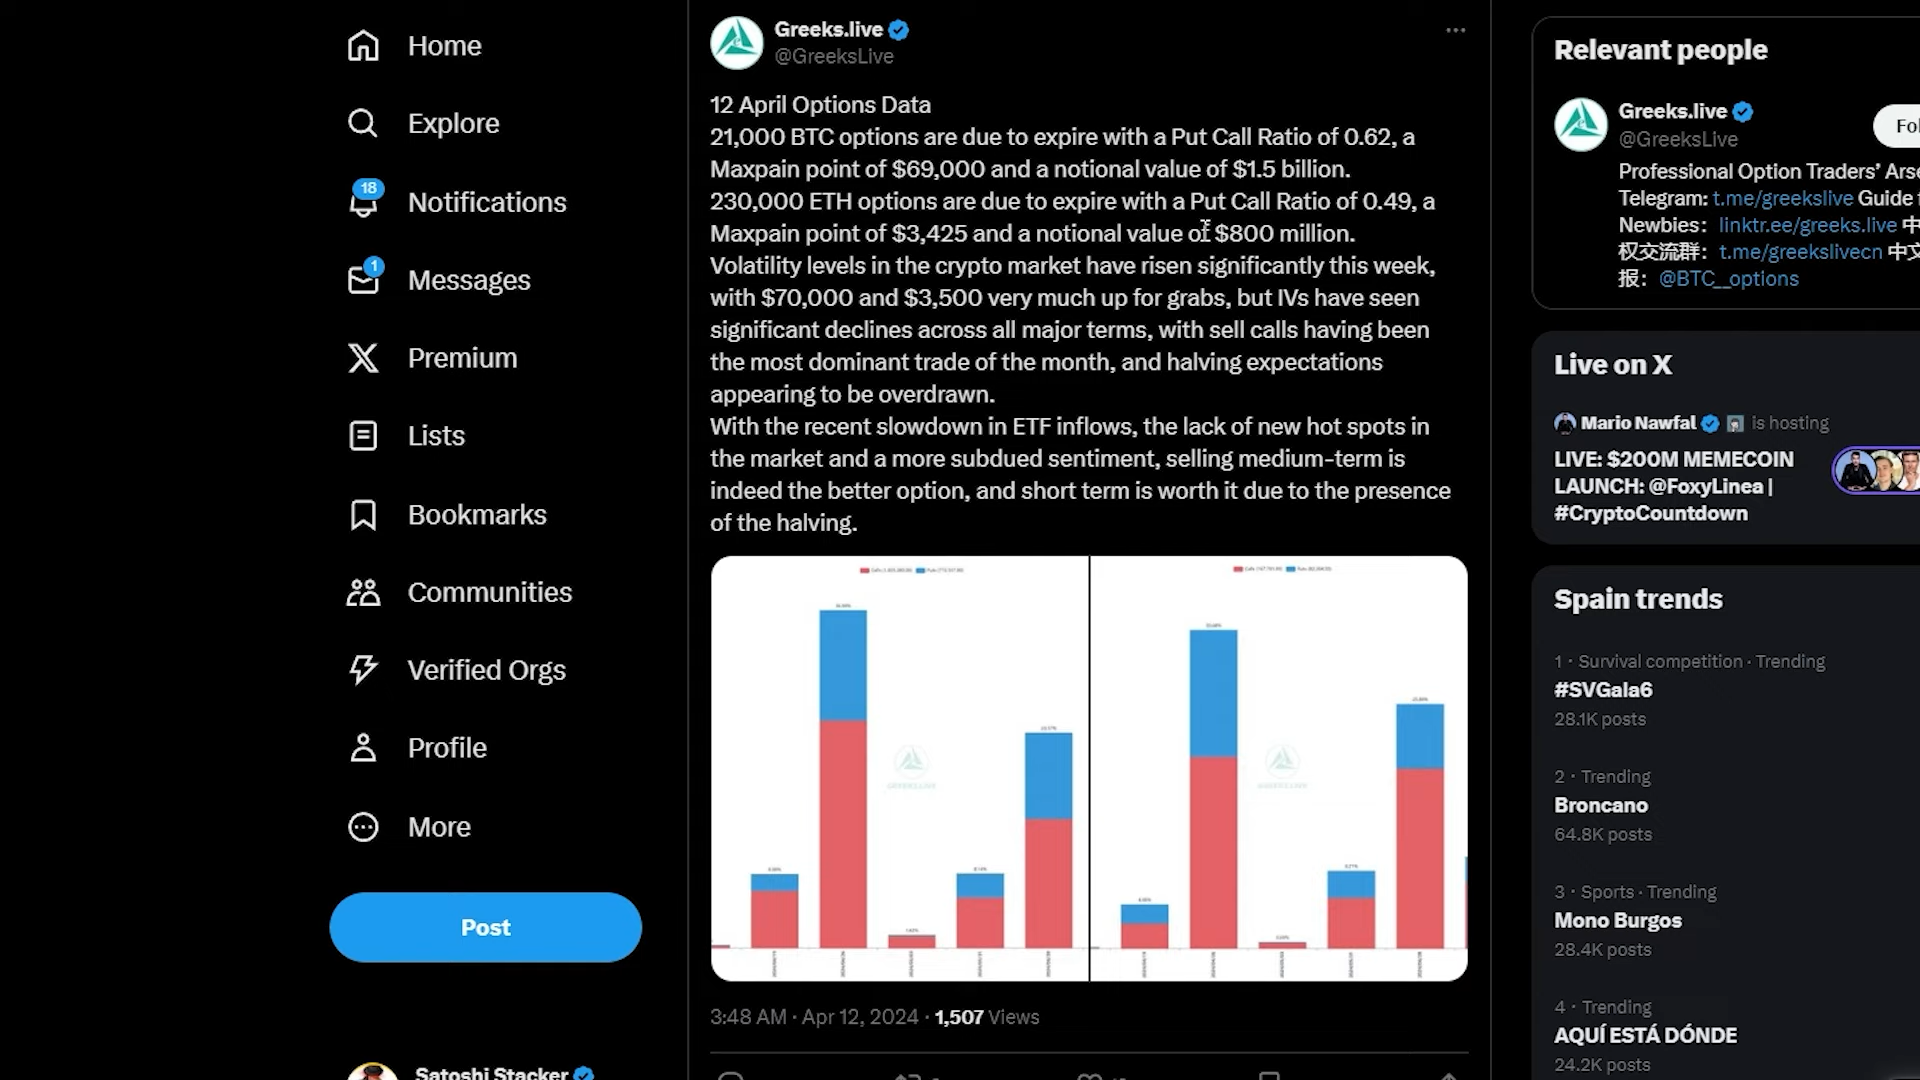 Home
Explore
18
Notifications
1
Messages
Premium
Lists
Bookmarks
Communities
Verified Orgs
Profile
More
Post
Satoshi Stacker
Greeks.live
@GreeksLive
12 April Options Data
21,000 BTC options are due to expire with a Put Call Ratio of 0.62, a
Maxpain point of $69,000 and a notional value of $1.5 billion.
230,000 ETH options are due to expire with a Put Call Ratio of 0.49, a
Maxpain point of $3,425 and a notional value of $800 million.
Volatility levels in the crypto market have risen significantly this week,
with $70,000 and $3,500 very much up for grabs, but IVs have seen
significant declines across all major terms, with sell calls having been
the most dominant trade of the month, and halving expectations
appearing to be overdrawn.
With the recent slowdown in ETF inflows, the lack of new hot spots in
the market and a more subdued sentiment, selling medium-term is
indeed the better option, and short term is worth it due to the presence
of the halving.
GREEKS.LIVE
GREEKS.LIVE
3:48 AM · Apr 12, 2024 · 1,507 Views
Relevant people
Greeks.live
@GreeksLive
Fol
Professional Option Traders' Arse
Telegram: t.me/greekslive Guide
Newbies: linktr.ee/greeks.live 中
权交流群： t.me/greekslivecn 中文
报： @BTC__options
Live on X
Mario Nawfal is hosting
LIVE: $200M MEMECOIN
LAUNCH: @FoxyLinea |
#CryptoCountdown
Spain trends
1 · Survival competition · Trending
#SVGala6
28.1K posts
2 · Trending
Broncano
64.8K posts
3 · Sports · Trending
Mono Burgos
28.4K posts
4 · Trending
AQUÍ ESTÁ DÓNDE
24.2K posts